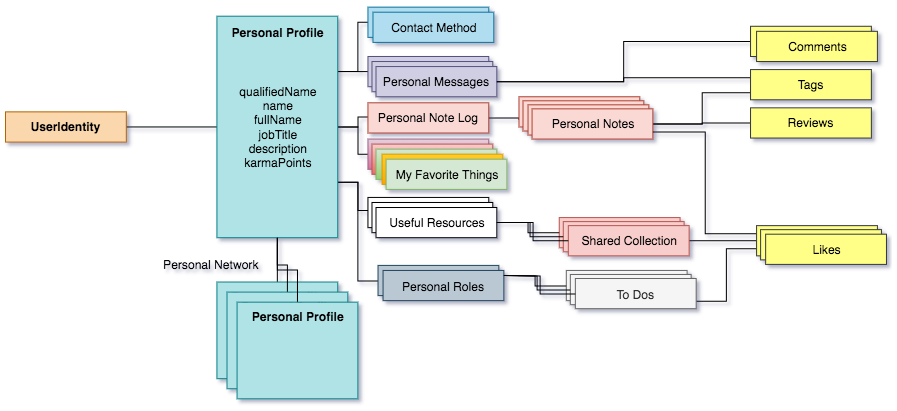 Personal Profile
qualifiedName
name
fullName
jobTitle
description
karmaPoints
UserIdentity
Contact Method
Personal Messages
Personal Note Log
Personal Notes
My Favorite Things
Useful Resources
Shared Collection
Personal Roles
To Dos
Comments
Tags
Reviews
Likes
Personal Network
Personal Profile